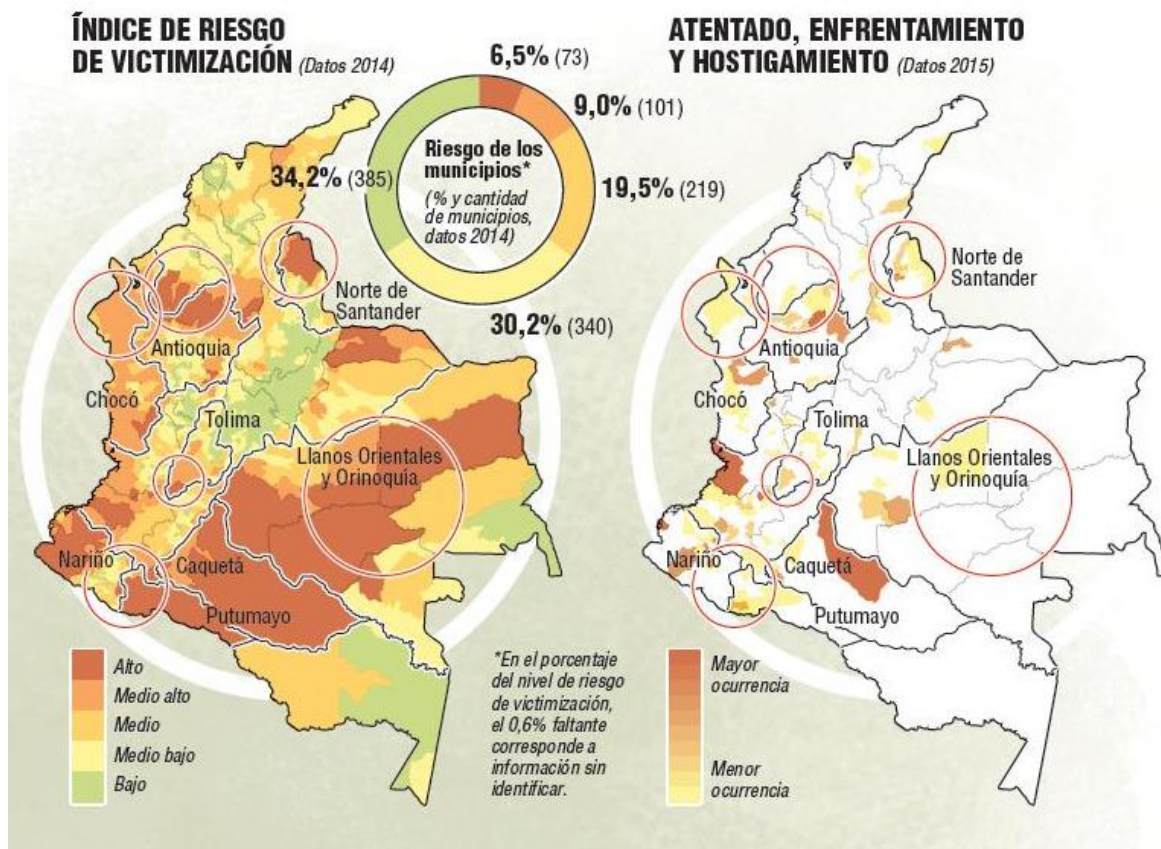 ÍNDICE DE RIESGO
DE VICTIMIZACIÓN (Datos 2014)
6,5% (73)
9,0% (101)
19,5% (219)
30,2% (340)
34,2% (385)
Riesgo de los
municipios*
(% y cantidad
de municipios,
datos 2014)
Norte de
Santander
Antioquia
Chocó
Tolima
Llanos Orientales
y Orinoquía
Nariño
Caquetá
Putumayo
Alto
Medio alto
Medio
Medio bajo
Bajo
*En el porcentaje
del nivel de riesgo
de victimización,
el 0,6% faltante
corresponde a
información sin
identificar.
ATENTADO, ENFRENTAMIENTO
Y HOSTIGAMIENTO (Datos 2015)
Norte de
Santander
Antioquia
Chocó
Tolima
Llanos Orientales
y Orinoquía
Nariño
Caquetá
Putumayo
Mayor
ocurrencia
Menor
ocurrencia